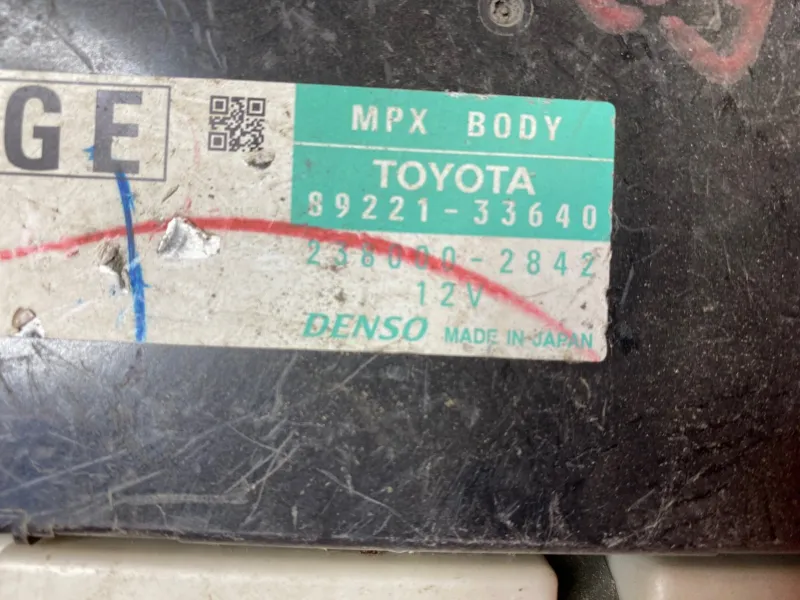 GE
MPX BODY
TOYOTA
89221-33640
238000-2842
12V
DENSO MADE IN JAPAN